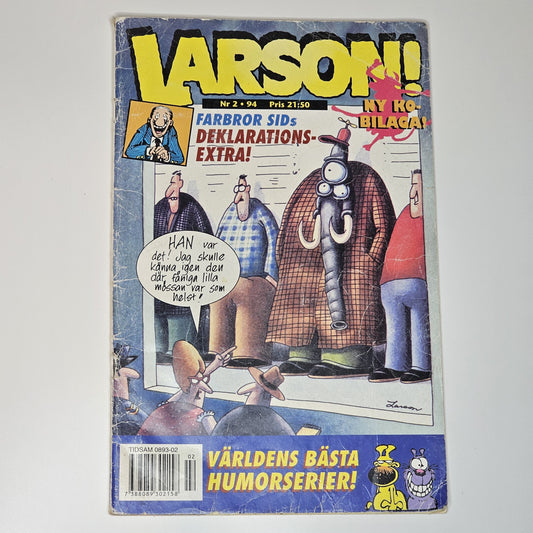 LARSON!
Nr 2 • 94 Pris 21:50
FARBROR SIDs
DEKLARATIONS-
EXTRA!
NY KO-
BILAGA!
HAN var
det! Jag skulle
känna igen den
där fåniga lilla
mössan var som
helst!
Larson
TIDSAM 0893-02
02
7 388089 302158
VÄRLDENS BÄSTA
HUMORSERIER!